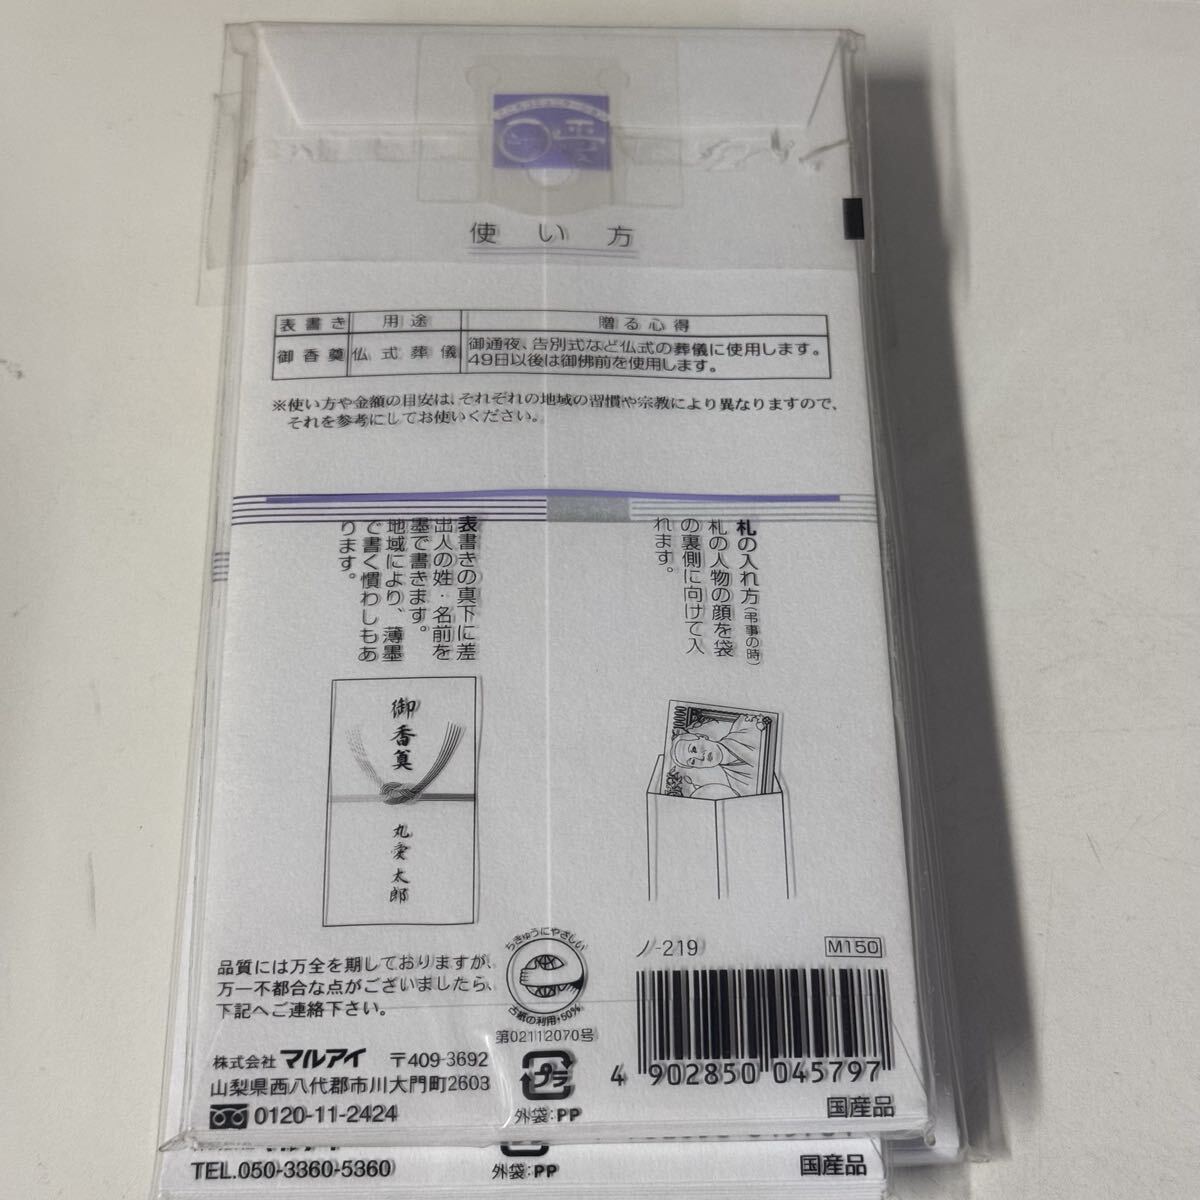 使い方
表書き 用途 贈る心得
御香奠 仏式葬儀 御通夜、告別式など仏式の葬儀に使用します。
49日以後は御佛前を使用します。
※使い方や金額の目安は、それぞれの地域の習慣や宗教により異なりますので、
それを参考にしてお使いください。
札の入れ方(弔事の時)
札の人物の顔を袋
の裏側に向けて入
れます。
表書きの真下に差
出人の姓・名前を
墨で書きます。
地域により、薄墨
で書く慣わしもあ
ります。
御香奠
丸愛太郎
品質には万全を期しておりますが、
万一不都合な点がございましたら、
下記へご連絡下さい。
ちきゅうにやさしい
古紙の利用・50%
第02112070号
株式会社 マルアイ 〒409-3692
山梨県西八代郡市川大門町2603
0120-11-2424
プラ
外袋:PP
ノ-219
M150
4 902850 045797
国産品
TEL.050-3360-5360
外袋:PP
国産品